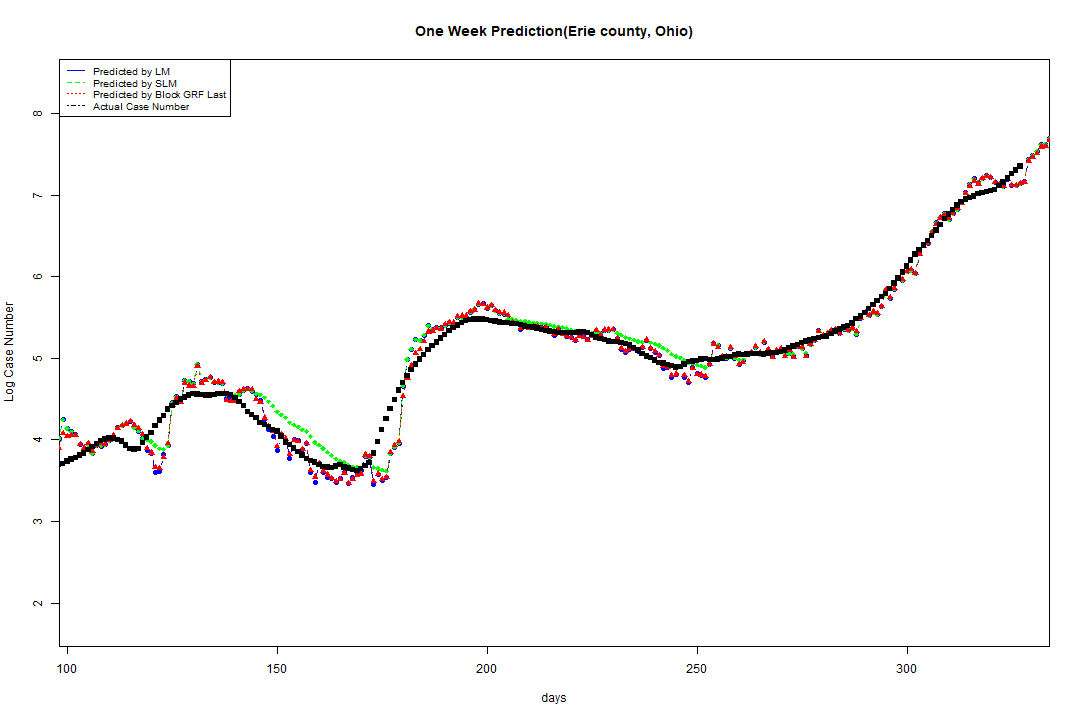 One Week Prediction(Erie county, Ohio)
Predicted by LM
Predicted by SLM
Predicted by Block GRF Last
Actual Case Number
8
7
6
5
4
3
2
Log Case Number
100 150 200 250 300
days